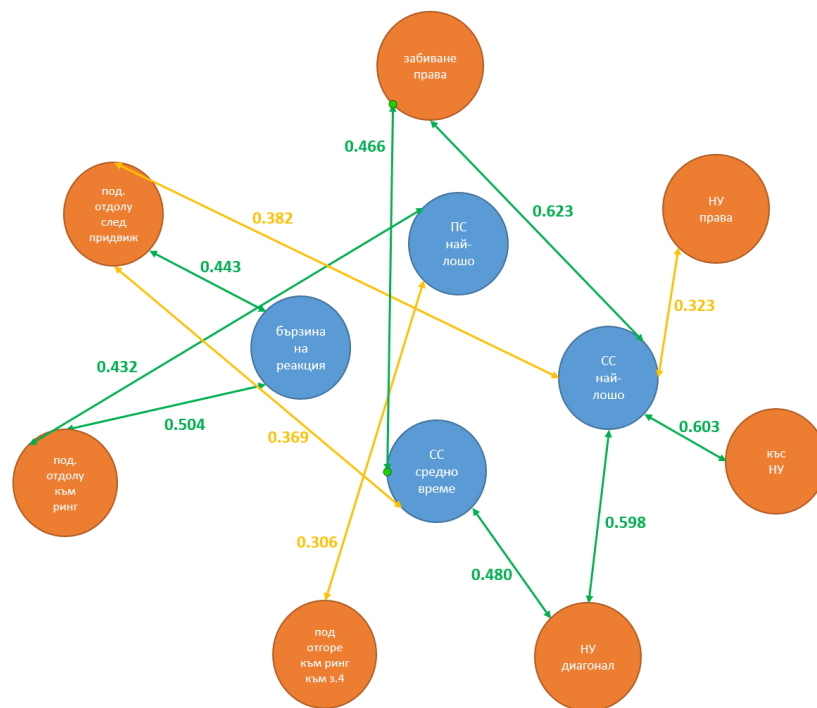 забиване
права
0.466
под.
отдолу
след
придвиж
0.382
0.623
НУ
права
ПС
най-
лошо
0.443
0.323
бързина
на
реакция
0.432
СС
най-
лошо
0.504
0.369
0.603
СС
средно
време
къс
НУ
под.
отдолу
към
ринг
0.598
0.306
0.480
под
отгоре
към ринг
към з.4
НУ
диагонал